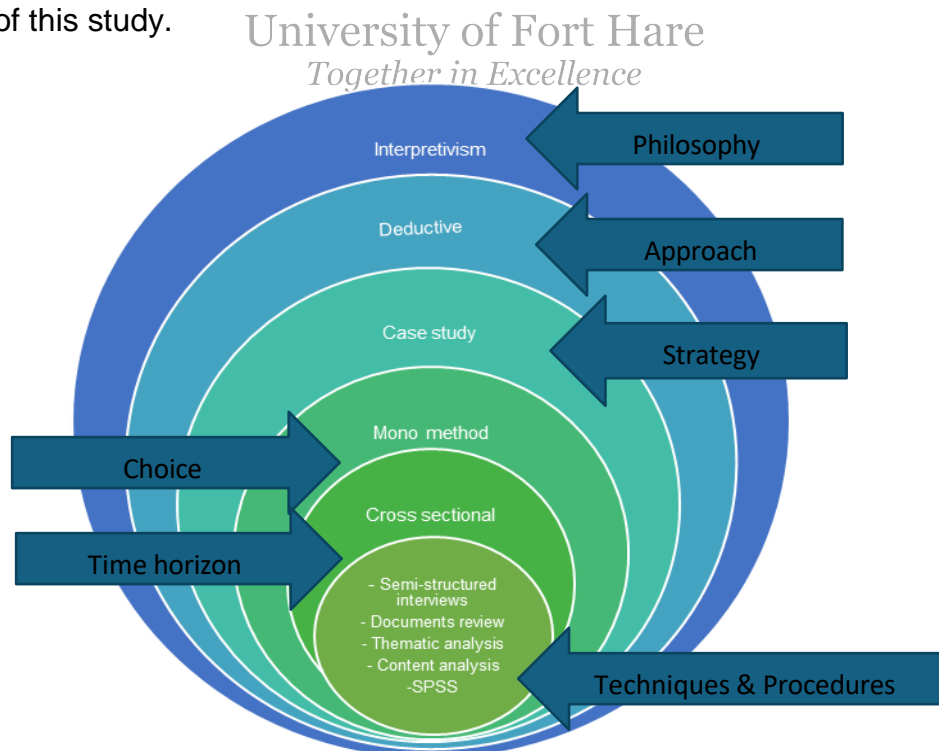 of this study.
University of Fort Hare
Together in Excellence
Interpretivism
Philosophy
Deductive
Approach
Case study
Strategy
Mono method
Choice
Cross sectional
Time horizon
- Semi-structured
interviews
- Documents review
- Thematic analysis
- Content analysis
-SPSS
Techniques & Procedures